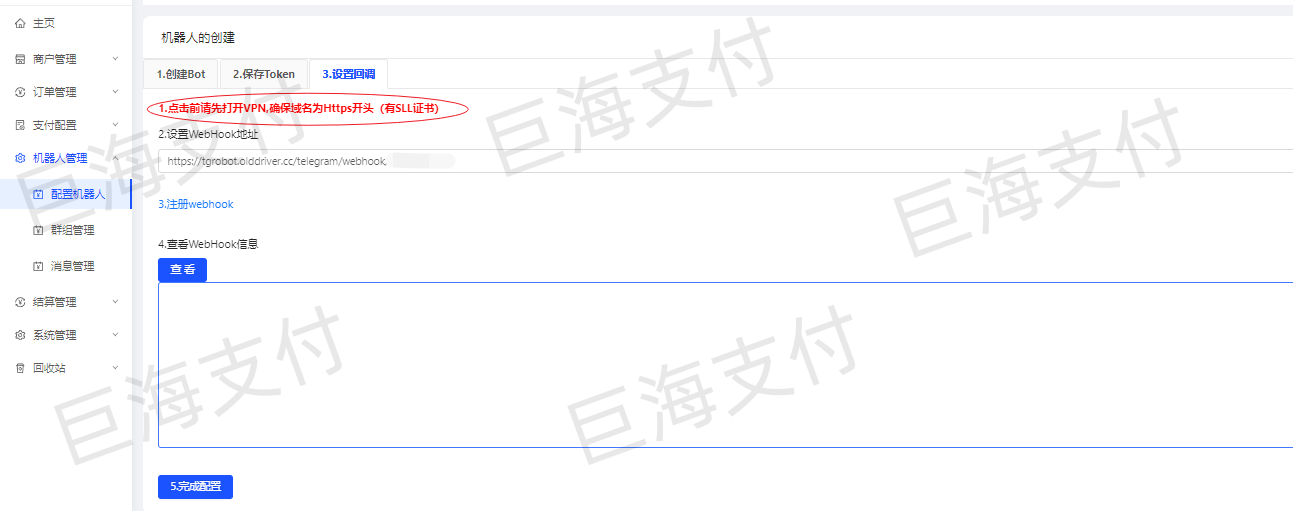 主页
商户管理
订单管理
支付配置
机器人管理
配置机器人
群组管理
消息管理
结算管理
系统管理
回收站
机器人的创建
1.创建Bot
2.保存Token
3.设置回调
1.点击前请先打开VPN,确保域名为Https开头（有SLL证书）
2.设置WebHook地址
https://tgrobot.olddriver.cc/telegram/webhook,
3.注册webhook
4.查看WebHook信息
查 看
5.完成配置
巨海支付
巨海支付
巨海支付
巨海支付
巨海支付